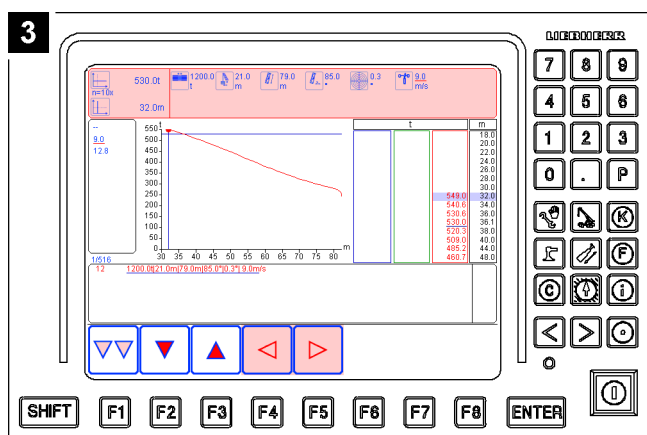 3
LIEBHERR
530.0t
1200.0 t
21.0 m
79.0 m
85.0 °
0.3 °
9.0 m/s
n=10x
32.0m
--
9.0
12.8
t
550
500
450
400
350
300
250
200
150
100
50
0
30 35 40 45 50 55 60 65 70 75 80
m
t
m
18.0
20.0
22.0
24.0
26.0
28.0
30.0
549.0 32.0
540.6 34.0
530.6 36.0
530.0 36.1
520.3 38.0
509.0 40.0
485.2 44.0
460.7 48.0
1/516
12 1200.0t|21.0m|79.0m|85.0°|0.3°| 9.0m/s
7 8 9
4 5 6
1 2 3
0 . P
K
F
C i
SHIFT F1 F2 F3 F4 F5 F6 F7 F8 ENTER